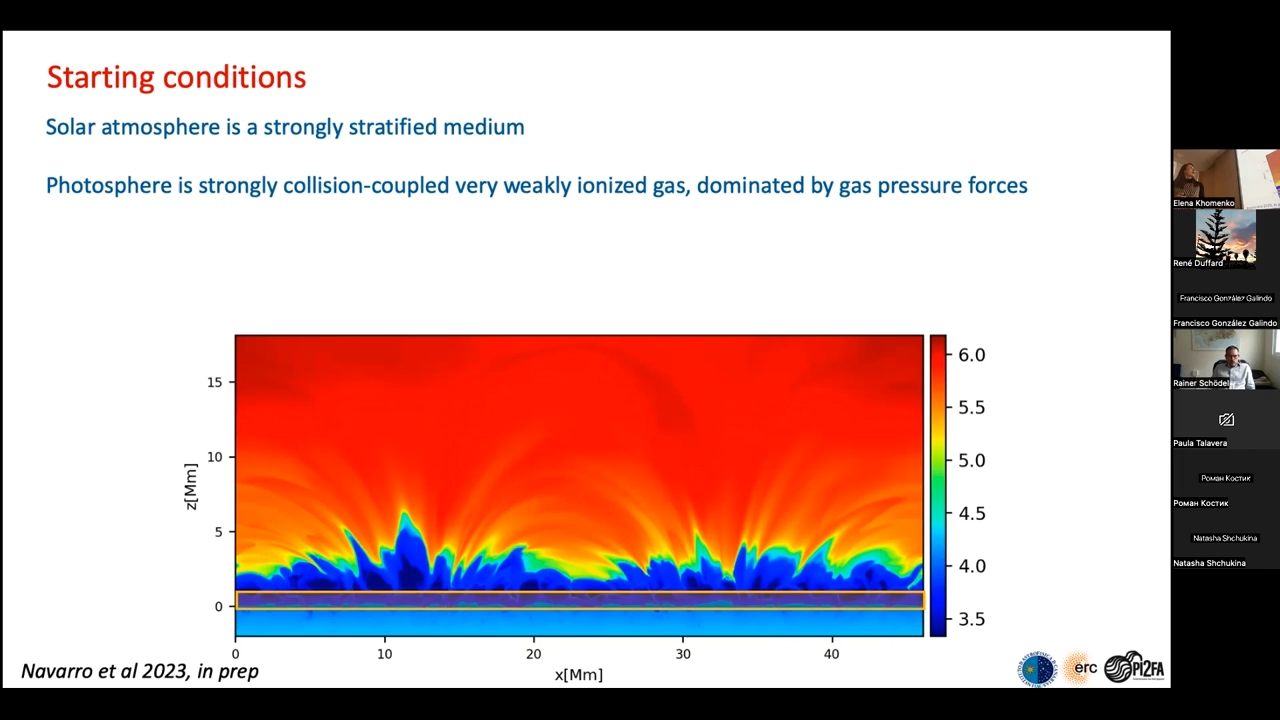 Starting conditions
Solar atmosphere is a strongly stratified medium
Photosphere is strongly collision-coupled very weakly ionized gas, dominated by gas pressure forces
z[Mm]
15
10
5
0
0
10
20
30
40
x[Mm]
6.0
5.5
5.0
4.5
4.0
3.5
Navarro et al 2023, in prep
erc
PI2FA
Elena Khomenko
René Duffard
Francisco González Galindo
Francisco González Galindo
Rainer Schödel
Paula Talavera
Роман Костик
Роман Костик
Natasha Shchukina
Natasha Shchukina